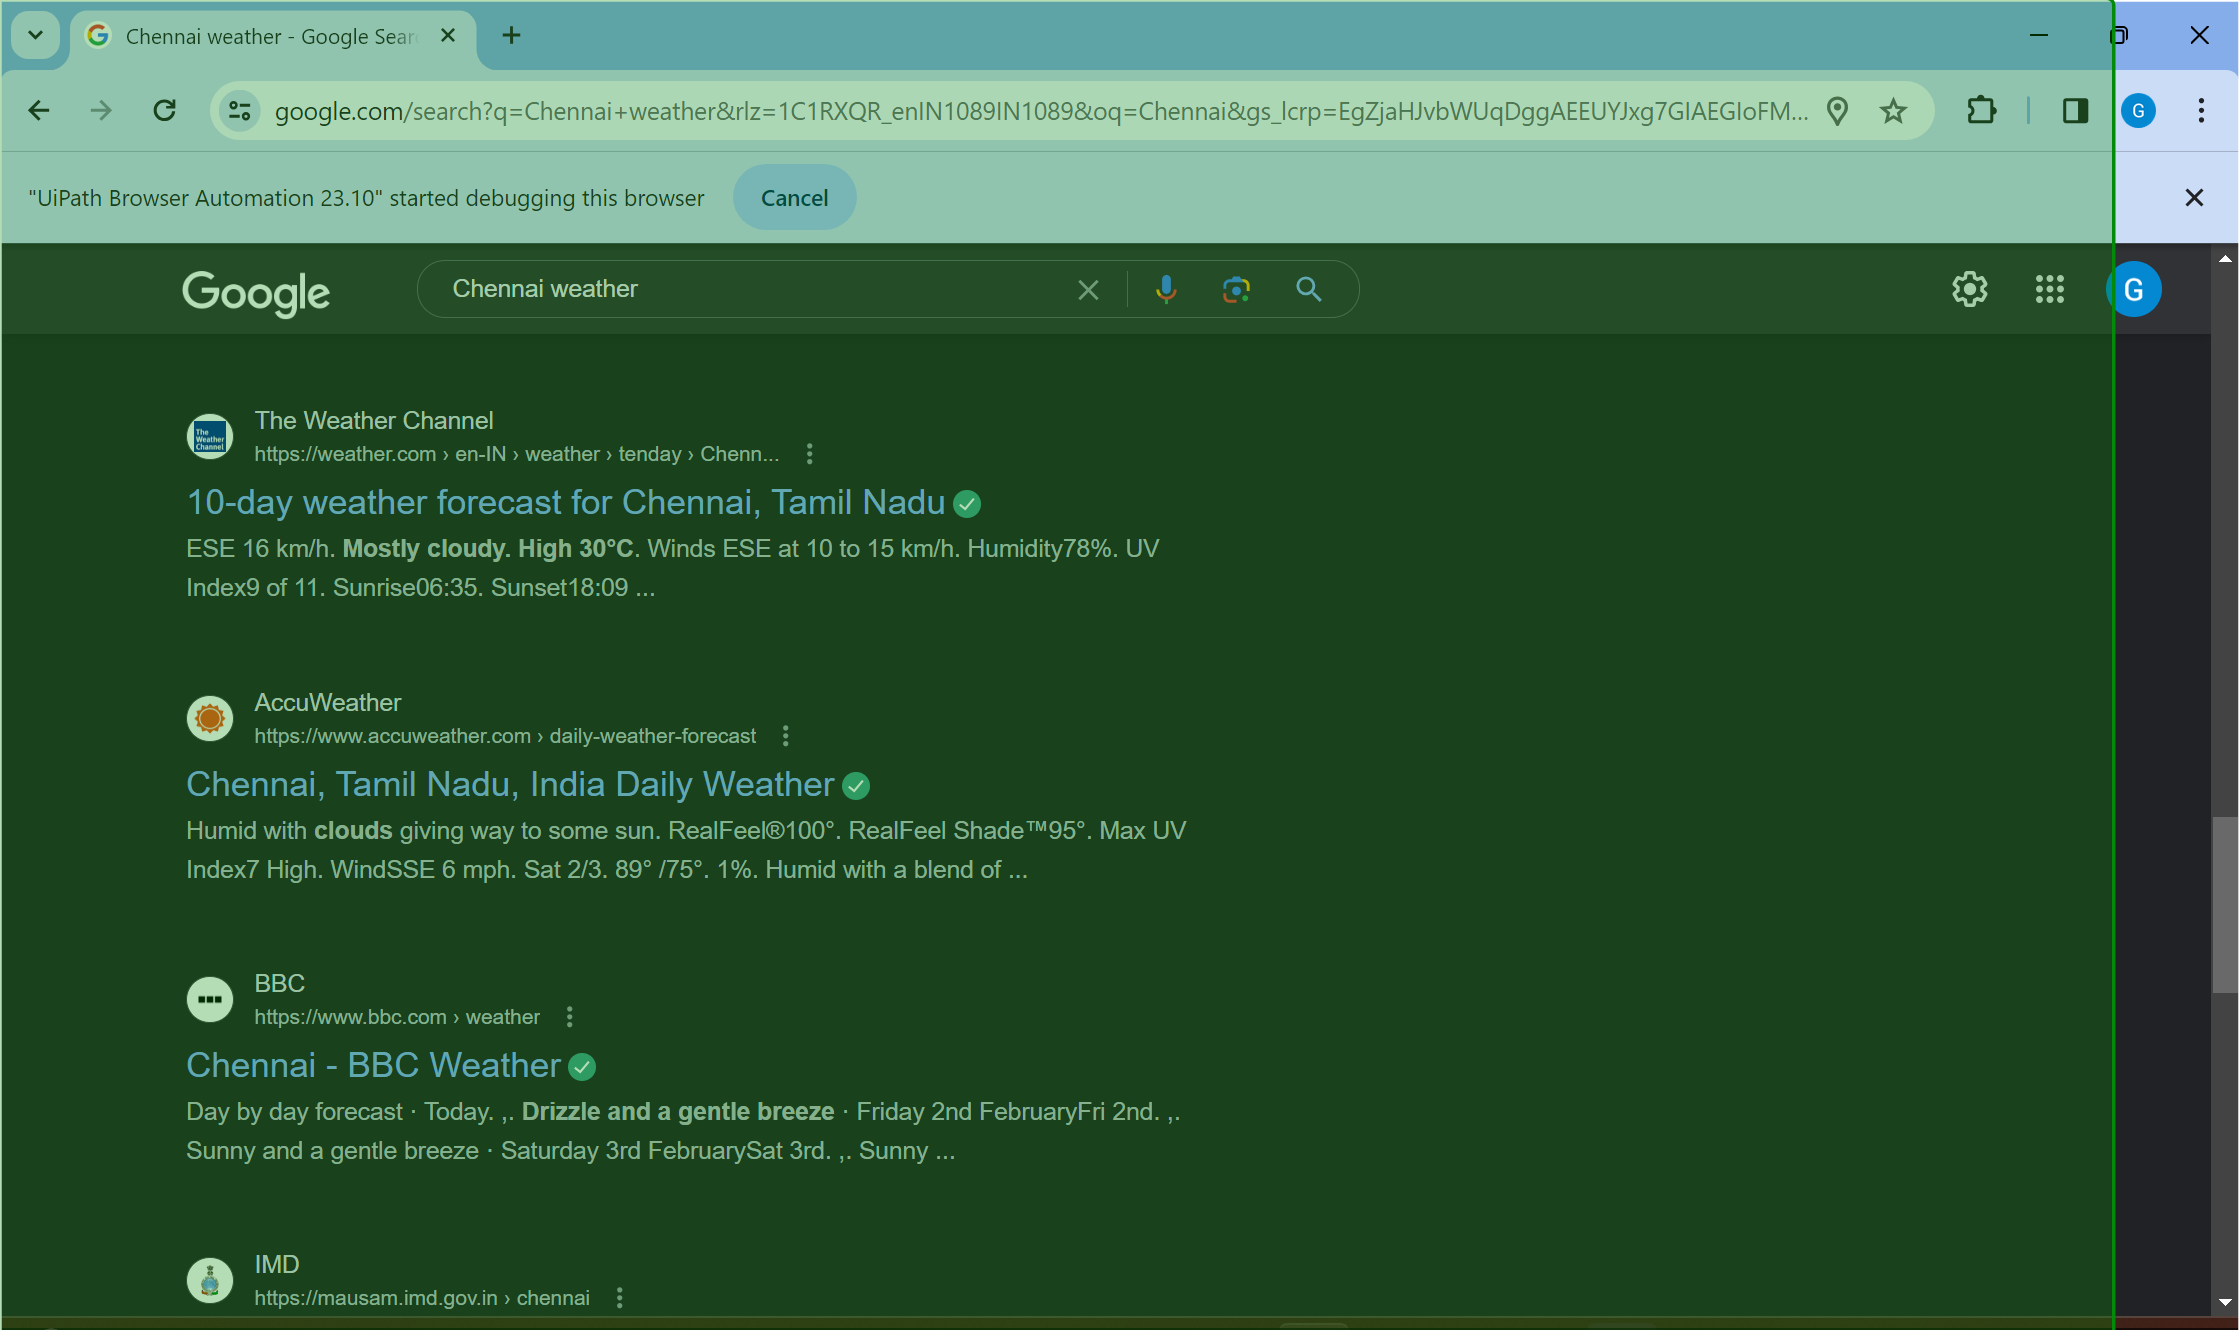 Chennai weather - Google Sear
google.com/search?q=Chennai+weather&rlz=1C1RXQR_enIN1089IN1089&oq=Chennai&gs_lcrp=EgZjaHJvbWUqDggAEEUYJxg7GIAEGIoFM...
G
"UiPath Browser Automation 23.10" started debugging this browser
Cancel
Google
Chennai weather
G
The Weather Channel
The Weather Channel
https://weather.com › en-IN › weather › tenday › Chenn...
10-day weather forecast for Chennai, Tamil Nadu
ESE 16 km/h. Mostly cloudy. High 30°C. Winds ESE at 10 to 15 km/h. Humidity78%. UV
Index9 of 11. Sunrise06:35. Sunset18:09 ...
AccuWeather
https://www.accuweather.com › daily-weather-forecast
Chennai, Tamil Nadu, India Daily Weather
Humid with clouds giving way to some sun. RealFeel®100°. RealFeel Shade™95°. Max UV
Index7 High. WindSSE 6 mph. Sat 2/3. 89° /75°. 1%. Humid with a blend of ...
BBC
https://www.bbc.com › weather
Chennai - BBC Weather
Day by day forecast · Today. ,. Drizzle and a gentle breeze · Friday 2nd FebruaryFri 2nd. ,.
Sunny and a gentle breeze · Saturday 3rd FebruarySat 3rd. ,. Sunny ...
IMD
https://mausam.imd.gov.in › chennai